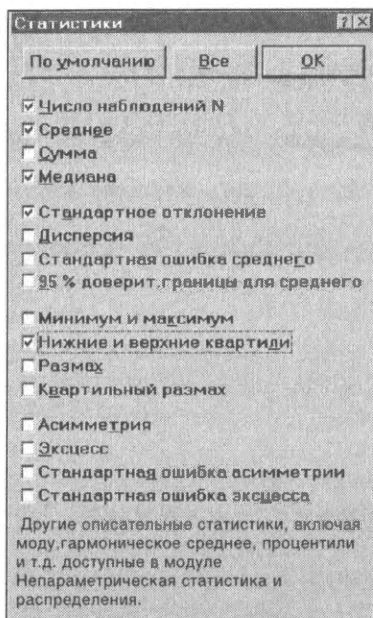 Статистики
По умолчанию Все OK
Число наблюдений N
Среднее
Сумма
Медиана
Стандартное отклонение
Дисперсия
Стандартная ошибка среднего
95 % доверит.границы для среднего
Минимум и максимум
Нижние и верхние квартили
Размах
Квартильный размах
Асимметрия
Эксцесс
Стандартная ошибка асимметрии
Стандартная ошибка эксцесса
Другие описательные статистики, включая
моду,гармоническое среднее, процентили
и т.д. доступные в модуле
Непараметрическая статистика и
распределения.